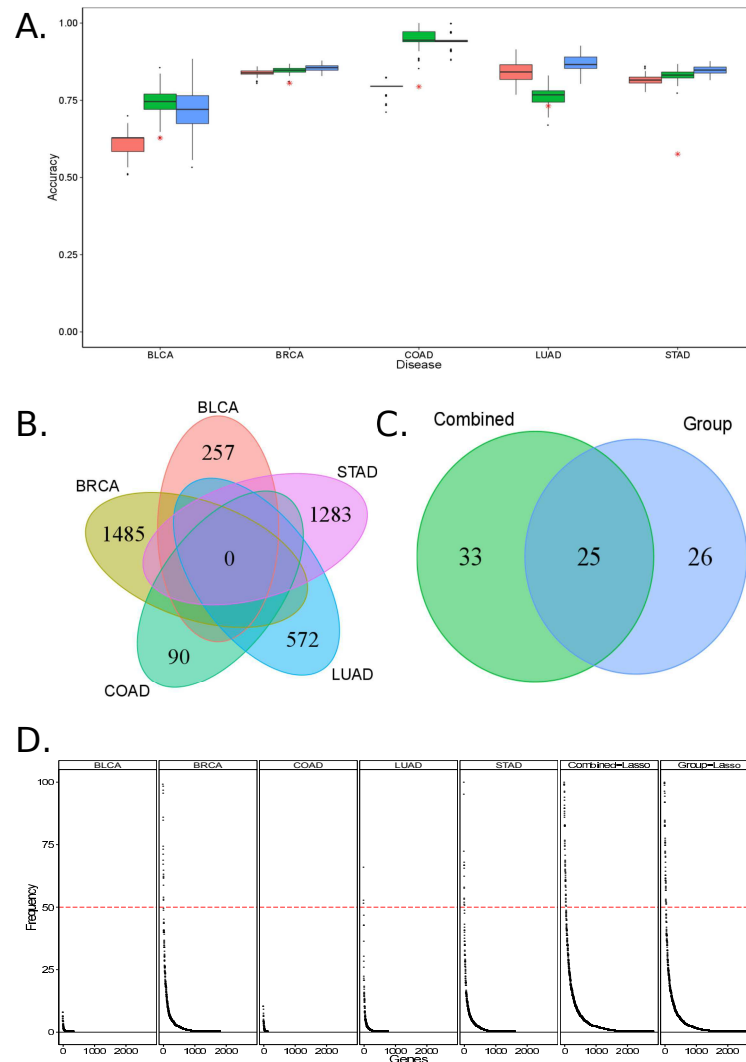 A.
1.00
0.75
0.50
0.25
0.00
Accuracy
BLCA BRCA COAD LUAD STAD
Disease
B.
BLCA
STAD
BRCA
LUAD
COAD
257
1283
1485
0
572
90
C.
Combined
Group
33 25 26
D.
BLCA BRCA COAD LUAD STAD Combined-Lasso Group-Lasso
100
75
50
25
0
Frequency
0 1000 2000 0 1000 2000 0 1000 2000 0 1000 2000 0 1000 2000 0 1000 2000 0 1000 2000
Genes